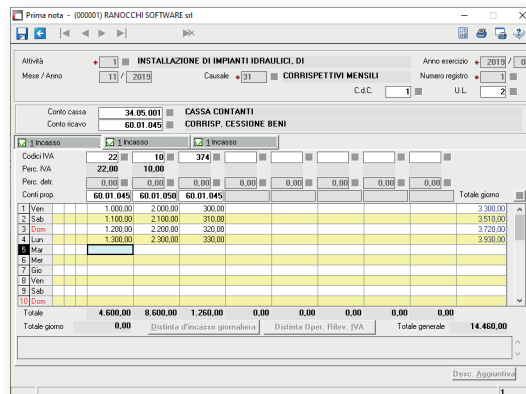 Prima nota - (000001) RANOCCHI SOFTWARE srl
Attività 1 INSTALLAZIONE DI IMPIANTI IDRAULICI, DI Anno esercizio 2019 / 0
Mese / Anno 11 / 2019 Causale 31 CORRISPETTIVI MENSILI Numero registro 1
C.d.C. 1 U.L. 2
Conto cassa 34.05.001 CASSA CONTANTI
Conto ricavo 60.01.045 CORRISP. CESSIONE BENI
1 Incasso 1 Incasso 1 Incasso
Codici IVA 22 10 374
Perc. IVA 22,00 10,00
Perc. detr. 0,00 0,00 0,00 0,00 0,00 0,00 0,00 0,00
Conti prop. 60.01.045 60.01.050 60.01.045 Totale giorno
1 Ven 1.000,00 2.000,00 300,00 3.300,00
2 Sab 1.100,00 2.100,00 310,00 3.510,00
3 Dom 1.200,00 2.200,00 320,00 3.720,00
4 Lun 1.300,00 2.300,00 330,00 3.930,00
5 Mar
6 Mer
7 Gio
8 Ven
9 Sab
10 Dom
Totale 4.600,00 8.600,00 1.260,00 0,00 0,00 0,00 0,00 0,00
Totale giorno 0,00 Distinta d'incasso giornaliera Distinta Oper. Rilev. IVA Totale generale 14.460,00
Desc. Aggiuntiva
1